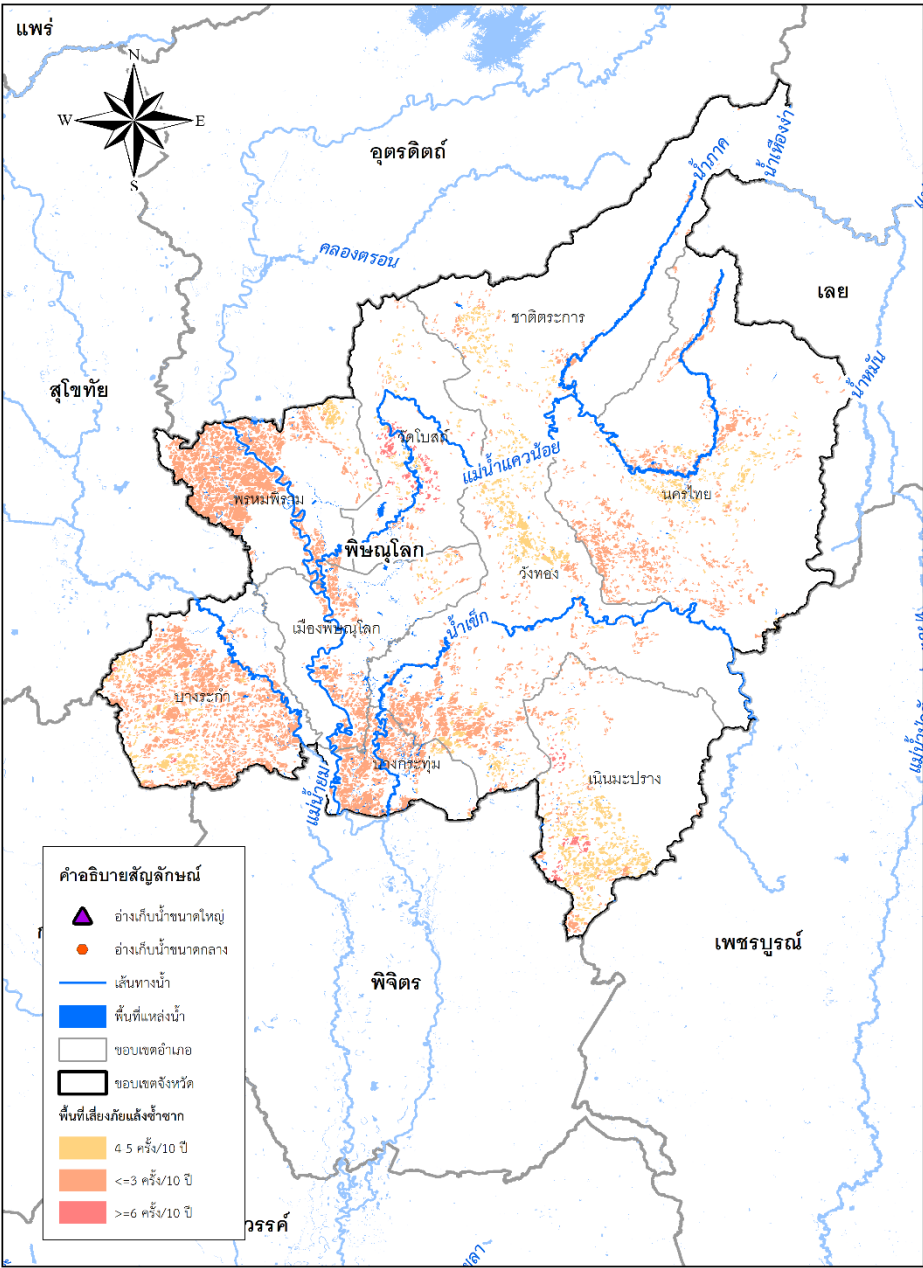 แพร่
N
W
E
S
อุตรดิตถ์
น้ำภาค
น้ำเหืองงำ
คลองตรอน
เลย
ชาติตระการ
สุโขทัย
น้ำหมัน
วัดโบสถ์
แม่น้ำแควน้อย
พรหมพิราม
นครไทย
พิษณุโลก
วังทอง
เมืองพิษณุโลก
น้ำเข็ก
บางระกำ
บางกระทุ่ม
เนินมะปราง
แม่น้ำยม
เพชรบูรณ์
พิจิตร
คำอธิบายสัญลักษณ์
อ่างเก็บน้ำขนาดใหญ่
อ่างเก็บน้ำขนาดกลาง
เส้นทางน้ำ
พื้นที่แหล่งน้ำ
ขอบเขตอำเภอ
ขอบเขตจังหวัด
พื้นที่เสี่ยงภัยแล้งซ้ำซาก
4 5 ครั้ง/10 ปี
<=3 ครั้ง/10 ปี
>=6 ครั้ง/10 ปี
วรรค์